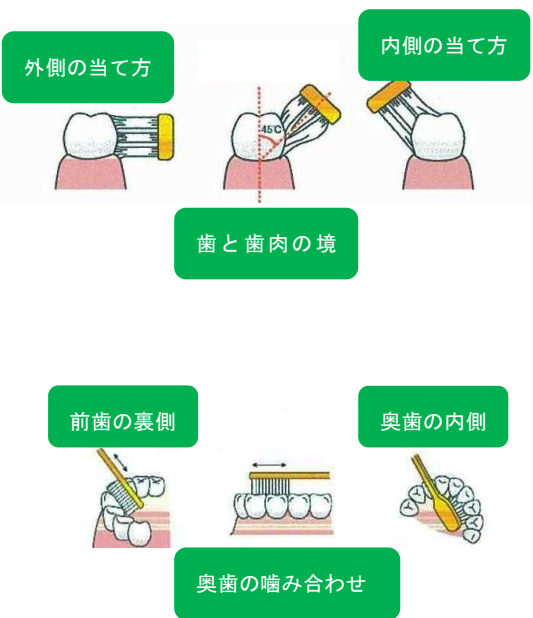 外側の当て方
内側の当て方
45℃
歯と歯肉の境
前歯の裏側
奥歯の内側
奥歯の噛み合わせ